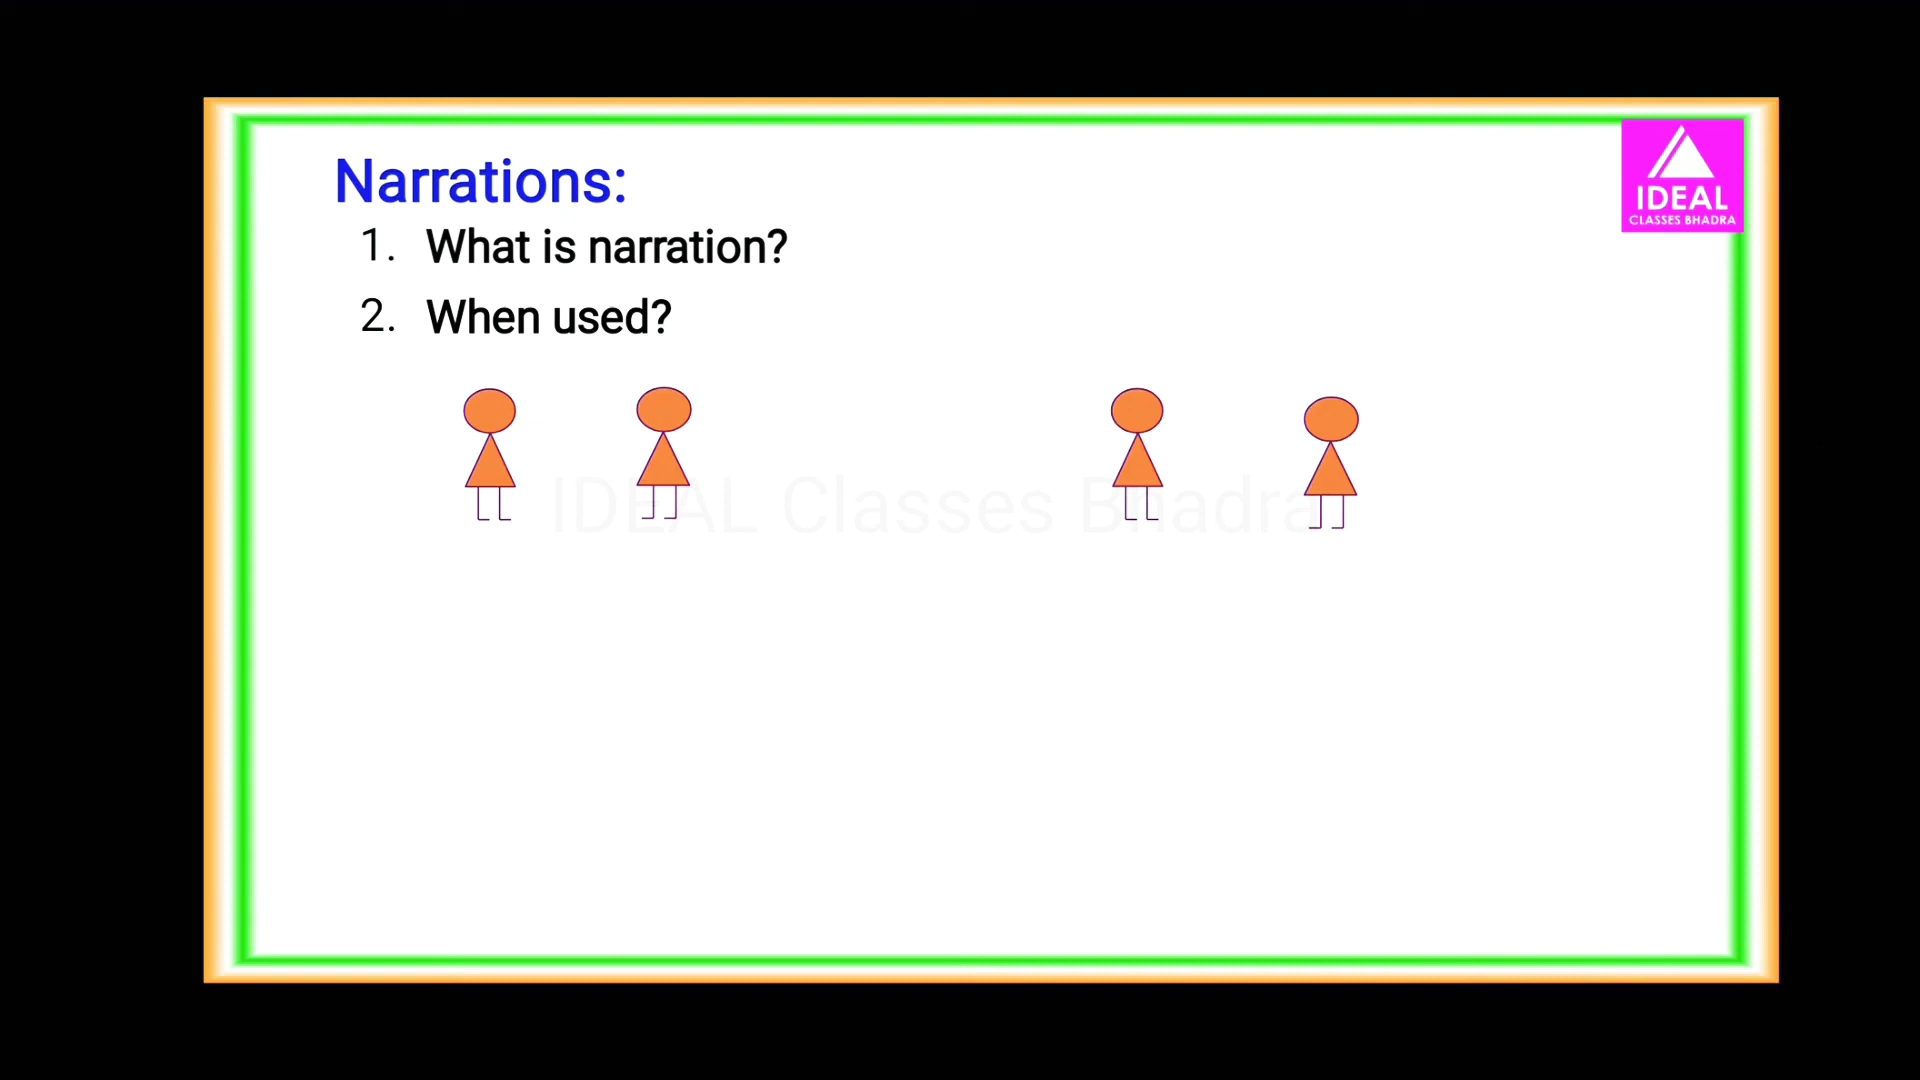 Narrations:
1. What is narration?
2. When used?
IDEAL
CLASSES BHADRA
IDEAL Classes Bhadra